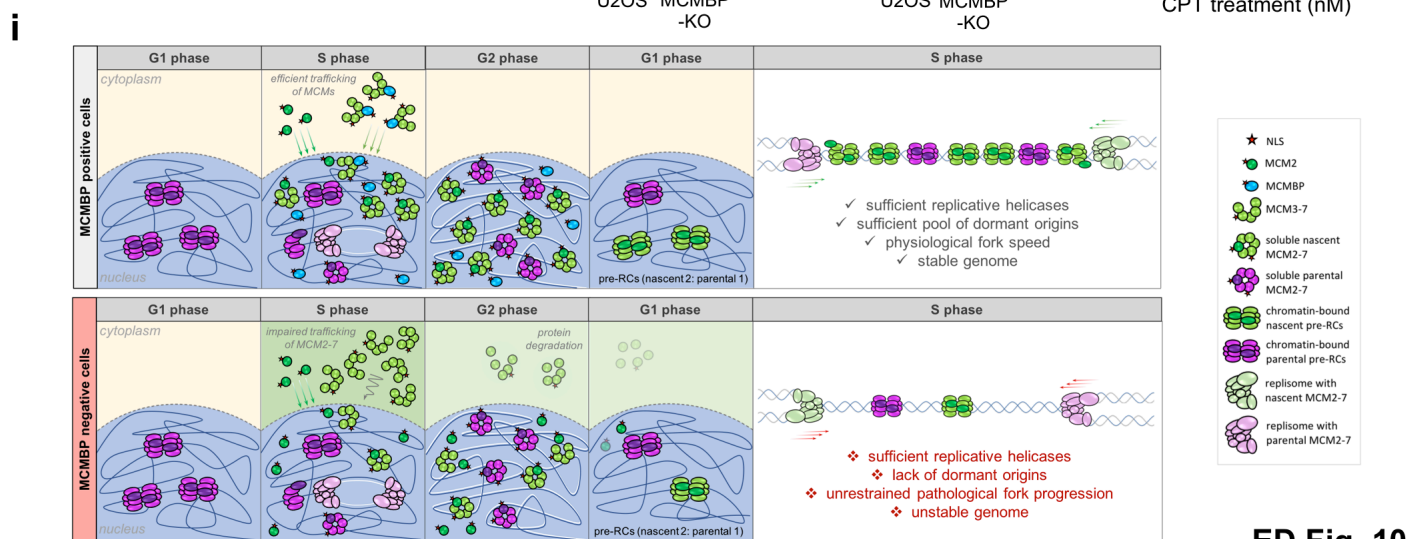 U2OS MCMBP
-KO
U2OS MCMBP
-KO
CPT treatment (nM)
i
MCMBP positive cells
G1 phase
S phase
G2 phase
G1 phase
S phase
cytoplasm
efficient trafficking
of MCMs
nucleus
pre-RCs (nascent 2: parental 1)
✓ sufficient replicative helicases
✓ sufficient pool of dormant origins
✓ physiological fork speed
✓ stable genome
MCMBP negative cells
G1 phase
S phase
G2 phase
G1 phase
S phase
cytoplasm
impaired trafficking
of MCM2-7
protein
degradation
nucleus
pre-RCs (nascent 2: parental 1)
❖ sufficient replicative helicases
❖ lack of dormant origins
❖ unrestrained pathological fork progression
❖ unstable genome
NLS
MCM2
MCMBP
MCM3-7
soluble nascent
MCM2-7
soluble parental
MCM2-7
chromatin-bound
nascent pre-RCs
chromatin-bound
parental pre-RCs
replisome with
nascent MCM2-7
replisome with
parental MCM2-7
ED Fig. 10